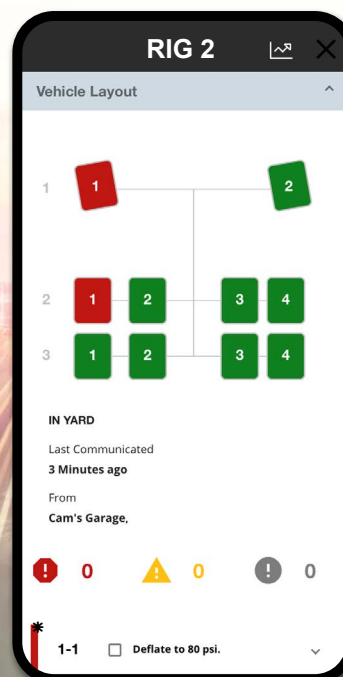 RIG 2
Vehicle Layout
1 1 2
2 1 2 3 4
3 1 2 3 4
IN YARD
Last Communicated
3 Minutes ago
From
Cam's Garage,
0 0 0
1-1 Deflate to 80 psi.